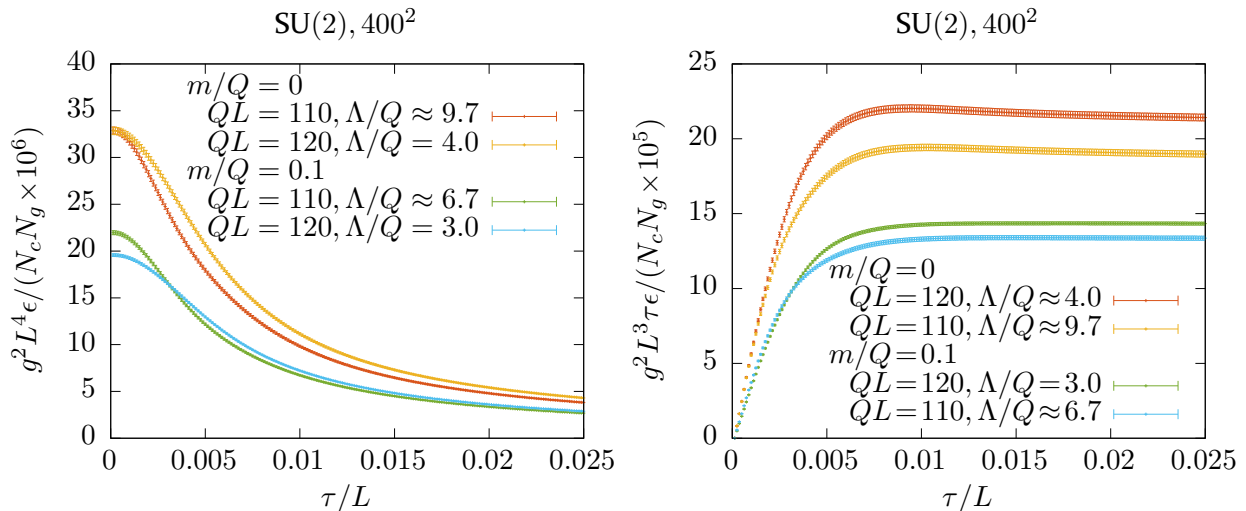 SU(2), 400²
g²L⁴ϵ/(N_cN_g × 10⁶)
40
35
30
25
20
15
10
5
0
m/Q = 0
QL = 110, Λ/Q ≈ 9.7
QL = 120, Λ/Q = 4.0
m/Q = 0.1
QL = 110, Λ/Q ≈ 6.7
QL = 120, Λ/Q = 3.0
0 0.005 0.01 0.015 0.02 0.025
τ/L
SU(2), 400²
g²L³τϵ/(N_cN_g × 10⁵)
25
20
15
10
5
0
m/Q = 0
QL = 120, Λ/Q ≈ 4.0
QL = 110, Λ/Q ≈ 9.7
m/Q = 0.1
QL = 120, Λ/Q = 3.0
QL = 110, Λ/Q ≈ 6.7
0 0.005 0.01 0.015 0.02 0.025
τ/L